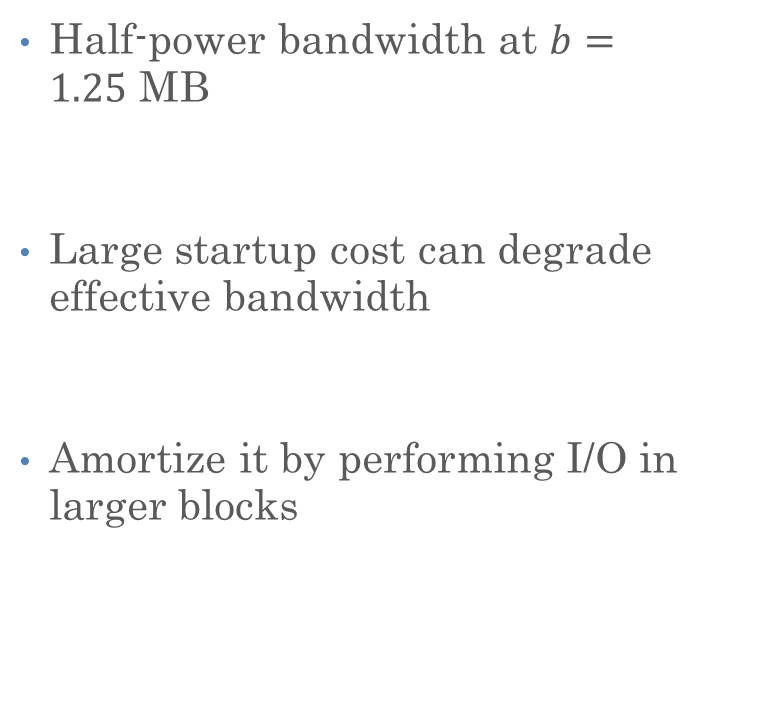 • Half-power bandwidth at b =
1.25 MB
• Large startup cost can degrade
effective bandwidth
• Amortize it by performing I/O in
larger blocks